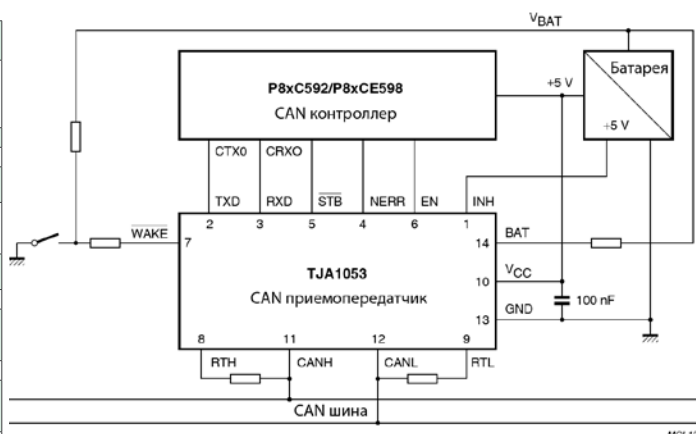 VBAT
P8xC592/P8xCE598
CAN контроллер
+5 V
Батарея
+5 V
CTX0 CRXO
TXD RXD STB NERR EN INH
2 3 5 4 6 1
WAKE
7
BAT
14
TJA1053
CAN приемопередатчик
VCC
10
100 nF
GND
13
8 11 12 9
RTH CANH CANL RTL
CAN шина